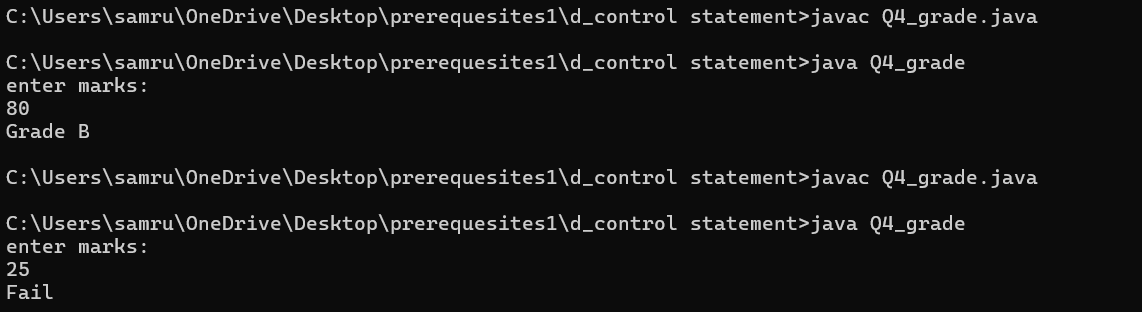 C:\Users\samru\OneDrive\Desktop\prerequesites1\d_control statement>javac Q4_grade.java
C:\Users\samru\OneDrive\Desktop\prerequesites1\d_control statement>java Q4_grade
enter marks:
80
Grade B
C:\Users\samru\OneDrive\Desktop\prerequesites1\d_control statement>javac Q4_grade.java
C:\Users\samru\OneDrive\Desktop\prerequesites1\d_control statement>java Q4_grade
enter marks:
25
Fail